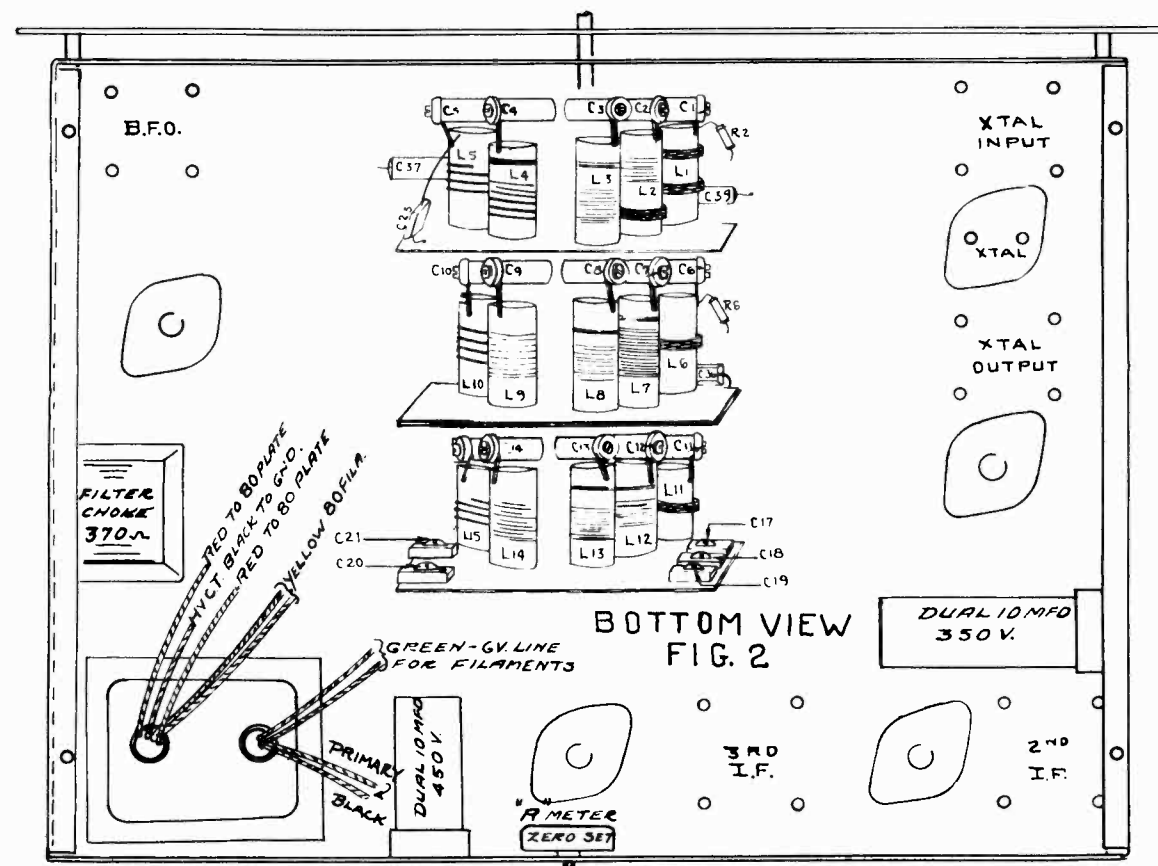 B.F.O.
C5
C4
C3
C2
C1
R2
XTAL
INPUT
L5
L4
L3
L2
L1
C37
C39
C25
XTAL
C10
C9
C8
C7
C6
R6
L10
L9
L8
L7
L6
XTAL
OUTPUT
C14
C13
C12
C11
L15
L14
L13
L12
L11
C21
C20
C17
C18
C19
FILTER
CHOKE
370Ω
RED TO 80 PLATE
HV.C.T. BLACK TO GND.
RED TO 80 PLATE
YELLOW 80 FILA.
GREEN-6V. LINE
FOR FILAMENTS
PRIMARY
BLACK
DUAL 10 MFD
450 V.
BOTTOM VIEW
FIG. 2
DUAL 10 MFD
350 V.
3RD
I.F.
2ND
I.F.
"R" METER
ZERO SET